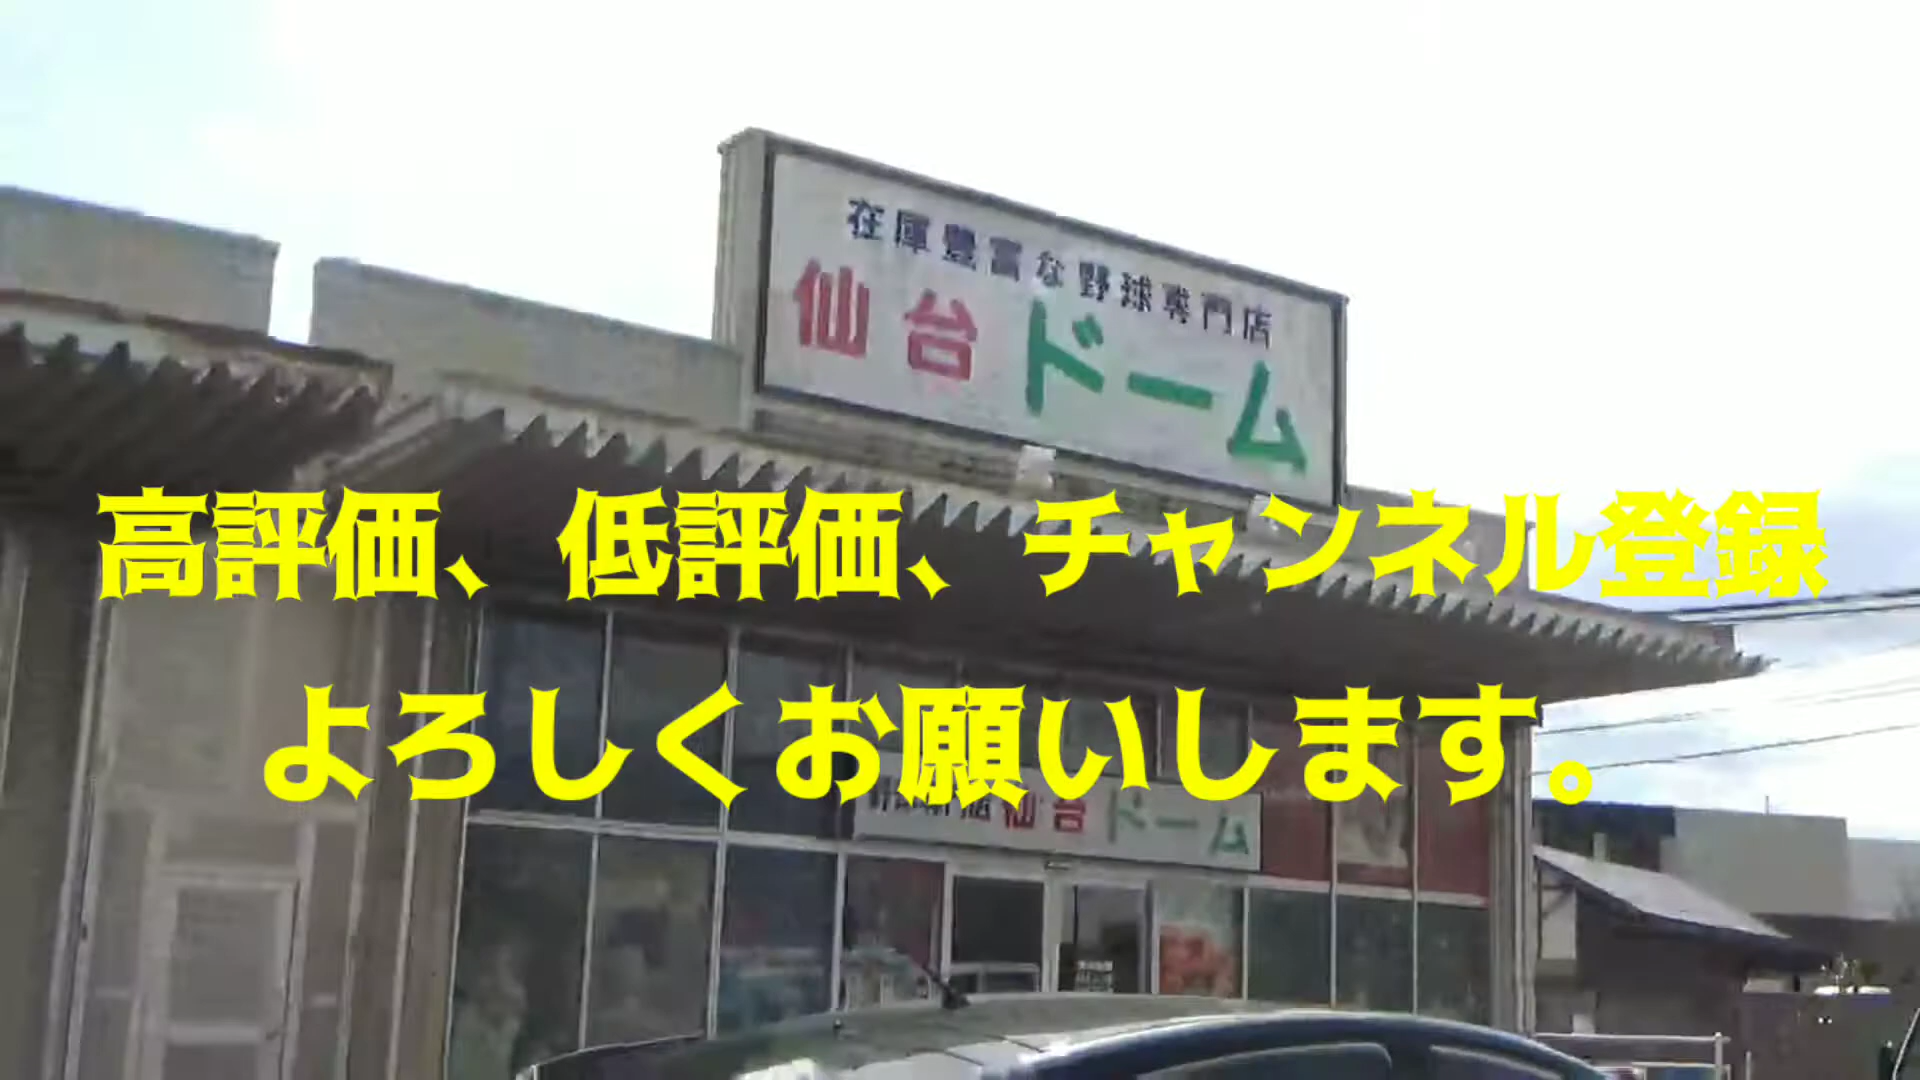 在庫豊富な野球専門店
仙台ドーム
高評価、低評価、チャンネル登録
よろしくお願いします。
仙台ドーム